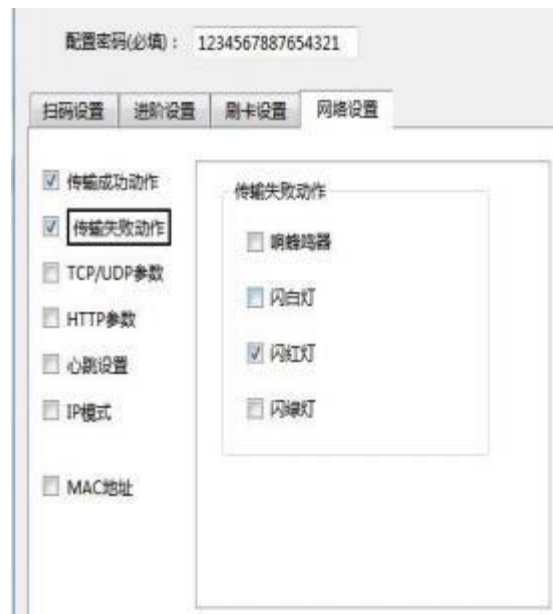 配置密码(必填)： 1234567887654321
扫码设置 进阶设置 刷卡设置 网络设置
传输成功动作
传输失败动作
TCP/UDP参数
HTTP参数
心跳设置
IP模式
MAC地址
传输失败动作
响蜂鸣器
闪白灯
闪红灯
闪绿灯